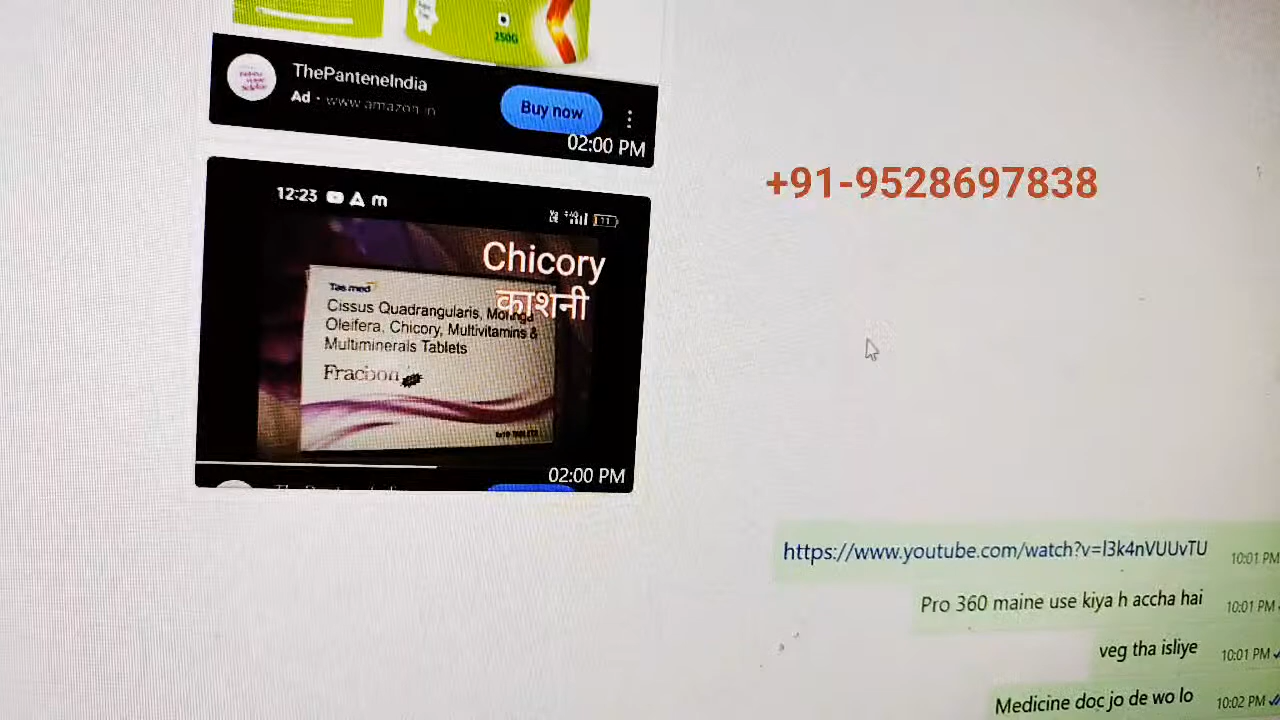 250G
ThePanteneIndia
Ad · www.amazon.in
Buy now
02:00 PM
+91-9528697838
12:23
Chicory
काशनी
Tas med
Cissus Quadrangularis, Moringa
Oleifera, Chicory, Multivitamins &
Multiminerals Tablets
Fracbon
02:00 PM
https://www.youtube.com/watch?v=l3k4nVUUvTU
10:01 PM
Pro 360 maine use kiya h accha hai
10:01 PM
veg tha isliye
10:01 PM
Medicine doc jo de wo lo
10:02 PM